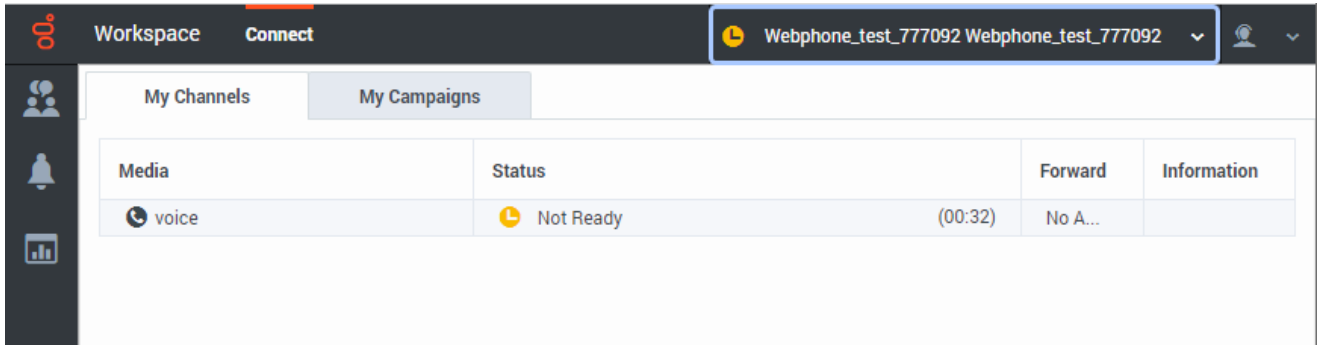 Workspace Connect Webphone_test_777092 Webphone_test_777092
My Channels My Campaigns
Media Status Forward Information
voice Not Ready (00:32) No A...